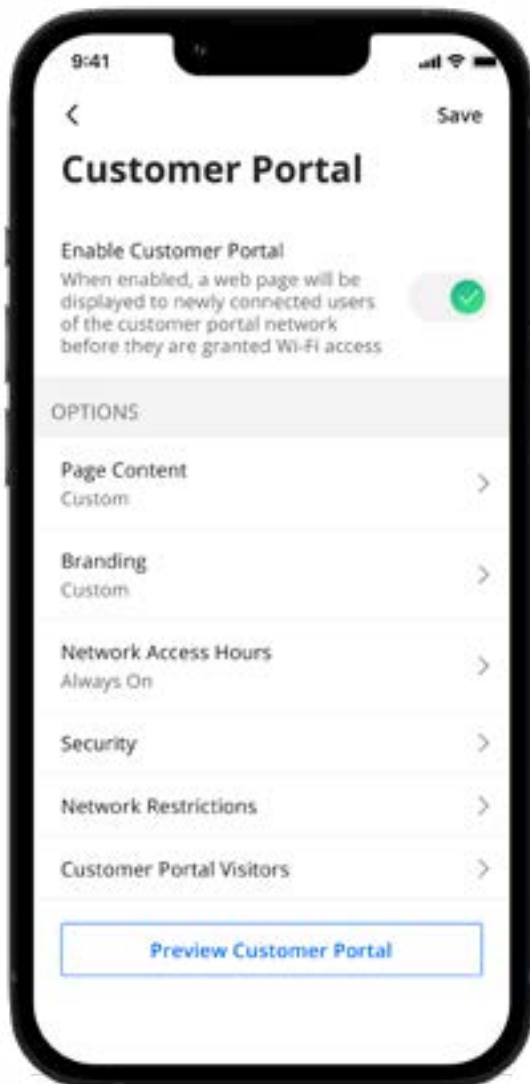 9:41
Save
Customer Portal
Enable Customer Portal
When enabled, a web page will be
displayed to newly connected users
of the customer portal network
before they are granted Wi-Fi access
OPTIONS
Page Content
Custom
Branding
Custom
Network Access Hours
Always On
Security
Network Restrictions
Customer Portal Visitors
Preview Customer Portal